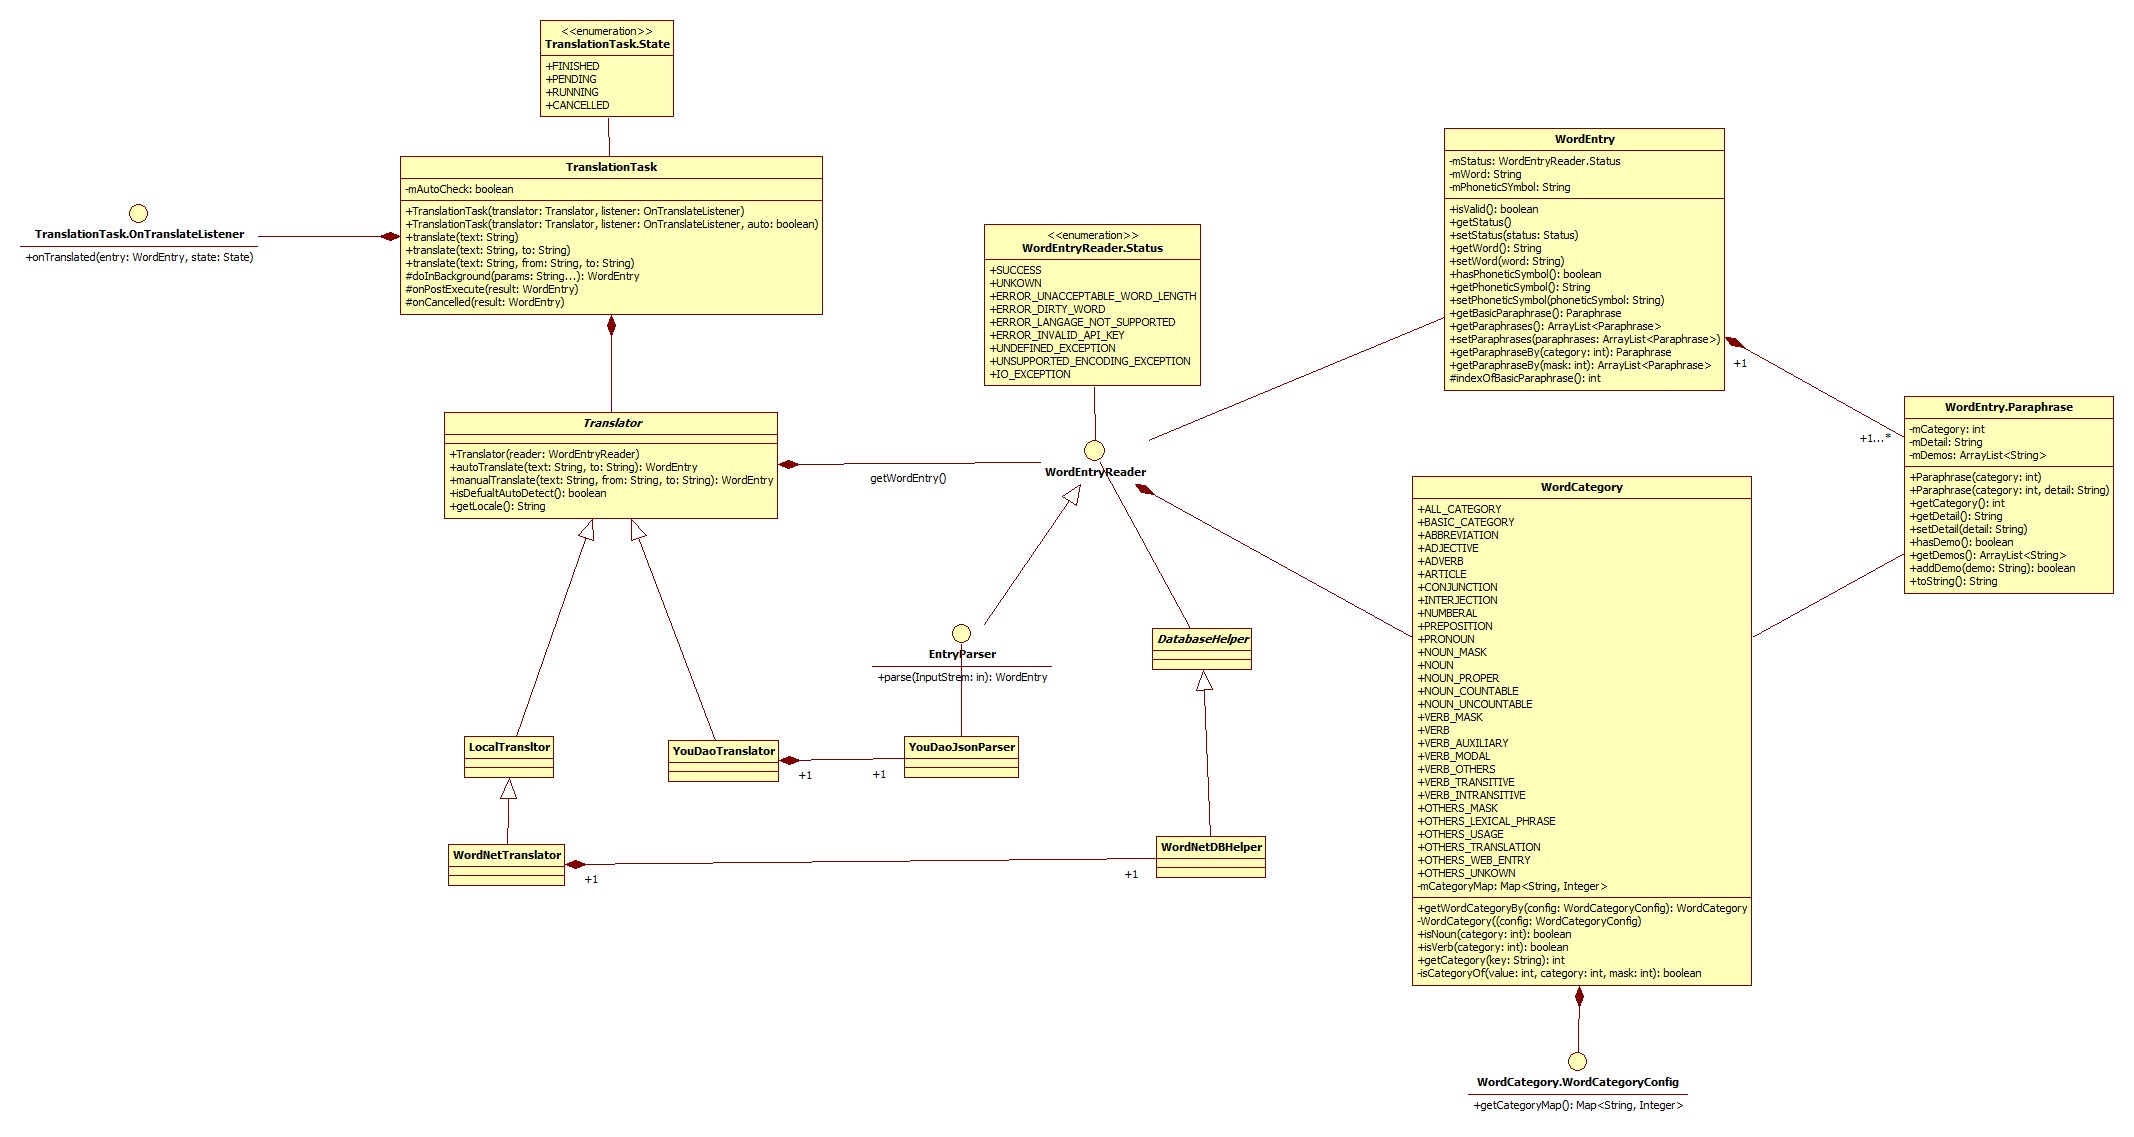 <<enumeration>>
TranslationTask.State
+FINISHED
+PENDING
+RUNNING
+CANCELLED
TranslationTask
-mAutoCheck: boolean
+TranslationTask(translator: Translator, listener: OnTranslateListener)
+TranslationTask(translator: Translator, listener: OnTranslateListener, auto: boolean)
+translate(text: String)
+translate(text: String, to: String)
+translate(text: String, from: String, to: String)
#doInBackground(params: String...): WordEntry
#onPostExecute(result: WordEntry)
#onCancelled(result: WordEntry)
TranslationTask.OnTranslateListener
+onTranslated(entry: WordEntry, state: State)
Translator
+Translator(reader: WordEntryReader)
+autoTranslate(text: String, to: String): WordEntry
+manualTranslate(text: String, from: String, to: String): WordEntry
+isDefualtAutoDetect(): boolean
+getLocale(): String
getWordEntry()
<<enumeration>>
WordEntryReader.Status
+SUCCESS
+UNKOWN
+ERROR_UNACCEPTABLE_WORD_LENGTH
+ERROR_DIRTY_WORD
+ERROR_LANGAGE_NOT_SUPPORTED
+ERROR_INVALID_API_KEY
+UNDEFINED_EXCEPTION
+UNSUPPORTED_ENCODING_EXCEPTION
+IO_EXCEPTION
WordEntryReader
EntryParser
+parse(InputStrem: in): WordEntry
DatabaseHelper
LocalTransltor
YouDaoTranslator
+1
+1
YouDaoJsonParser
WordNetTranslator
+1
+1
WordNetDBHelper
WordEntry
-mStatus: WordEntryReader.Status
-mWord: String
-mPhoneticSYmbol: String
+isValid(): boolean
+getStatus()
+setStatus(status: Status)
+getWord(): String
+setWord(word: String)
+hasPhoneticSymbol(): boolean
+getPhoneticSymbol(): String
+setPhoneticSymbol(phoneticSymbol: String)
+getBasicParaphrase(): Paraphrase
+getParaphrases(): ArrayList<Paraphrase>
+setParaphrases(paraphrases: ArrayList<Paraphrase>)
+getParaphraseBy(category: int): Paraphrase
+getParaphraseBy(mask: int): ArrayList<Paraphrase>
#indexOfBasicParaphrase(): int
+1
+1...*
WordEntry.Paraphrase
-mCategory: int
-mDetail: String
-mDemos: ArrayList<String>
+Paraphrase(category: int)
+Paraphrase(category: int, detail: String)
+getCategory(): int
+getDetail(): String
+setDetail(detail: String)
+hasDemo(): boolean
+getDemos(): ArrayList<String>
+addDemo(demo: String): boolean
+toString(): String
WordCategory
+ALL_CATEGORY
+BASIC_CATEGORY
+ABBREVIATION
+ADJECTIVE
+ADVERB
+ARTICLE
+CONJUNCTION
+INTERJECTION
+NUMBERAL
+PREPOSITION
+PRONOUN
+NOUN_MASK
+NOUN
+NOUN_PROPER
+NOUN_COUNTABLE
+NOUN_UNCOUNTABLE
+VERB_MASK
+VERB
+VERB_AUXILIARY
+VERB_MODAL
+VERB_OTHERS
+VERB_TRANSITIVE
+VERB_INTRANSITIVE
+OTHERS_MASK
+OTHERS_LEXICAL_PHRASE
+OTHERS_USAGE
+OTHERS_TRANSLATION
+OTHERS_WEB_ENTRY
+OTHERS_UNKOWN
-mCategoryMap: Map<String, Integer>
+getWordCategoryBy(config: WordCategoryConfig): WordCategory
-WordCategory((config: WordCategoryConfig)
+isNoun(category: int): boolean
+isVerb(category: int): boolean
+getCategory(key: String): int
-isCategoryOf(value: int, category: int, mask: int): boolean
WordCategory.WordCategoryConfig
+getCategoryMap(): Map<String, Integer>